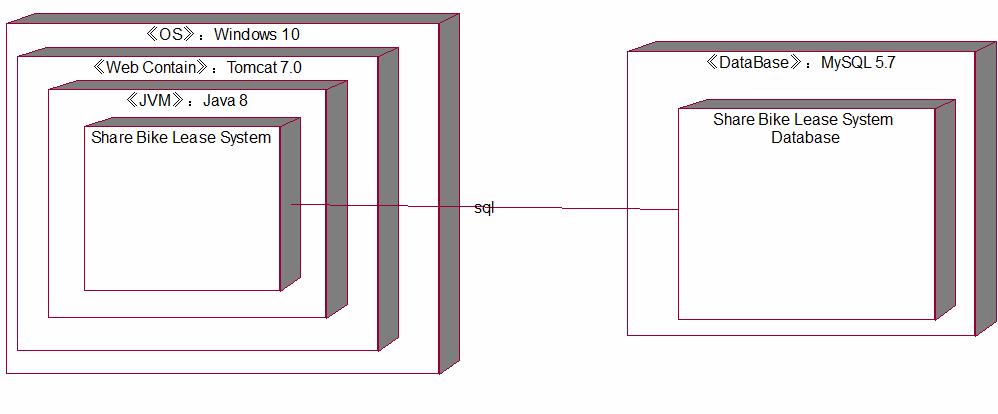 《OS》：Windows 10
《Web Contain》：Tomcat 7.0
《JVM》：Java 8
Share Bike Lease System
sql
《DataBase》：MySQL 5.7
Share Bike Lease System
Database